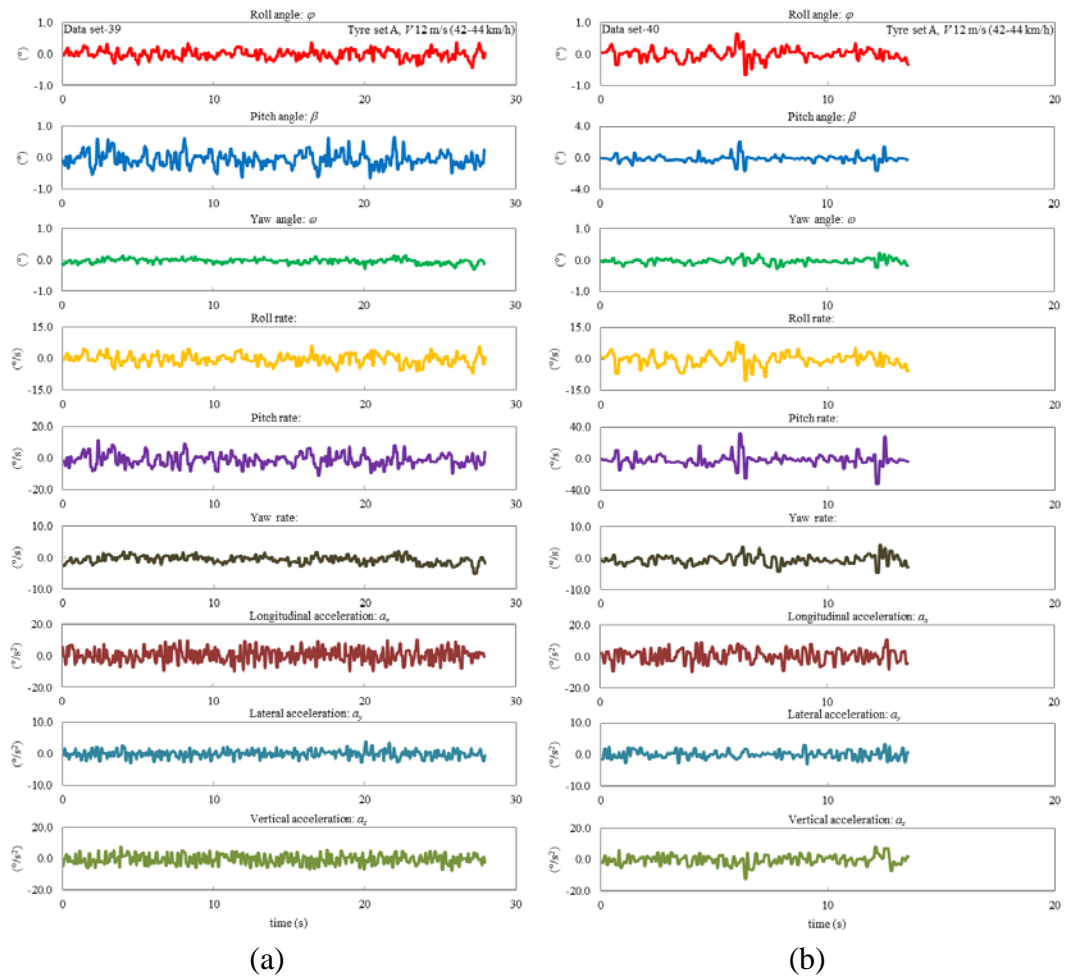 Roll angle: φ
Data set-39 Tyre set A, V 12 m/s (42-44 km/h)
1.0
0.0
-1.0
(°)
0 10 20 30
Pitch angle: β
1.0
0.0
-1.0
(°)
0 10 20 30
Yaw angle: ω
1.0
0.0
-1.0
(°)
0 10 20 30
Roll rate:
15.0
0.0
-15.0
(°/s)
0 10 20 30
Pitch rate:
20.0
0.0
-20.0
(°/s)
0 10 20 30
Yaw rate:
10.0
0.0
-10.0
(°/s)
0 10 20 30
Longitudinal acceleration: ax
20.0
0.0
-20.0
(°/s²)
0 10 20 30
Lateral acceleration: ay
10.0
0.0
-10.0
(°/s²)
0 10 20 30
Vertical acceleration: az
20.0
0.0
-20.0
(°/s²)
0 10 20 30
time (s)
(a)
Roll angle: φ
Data set-40 Tyre set A, V 12 m/s (42-44 km/h)
1.0
0.0
-1.0
(°)
0 10 20
Pitch angle: β
4.0
0.0
-4.0
(°)
0 10 20
Yaw angle: ω
1.0
0.0
-1.0
(°)
0 10 20
Roll rate:
15.0
0.0
-15.0
(°/s)
0 10 20
Pitch rate:
40.0
0.0
-40.0
(°/s)
0 10 20
Yaw rate:
10.0
0.0
-10.0
(°/s)
0 10 20
Longitudinal acceleration: ax
20.0
0.0
-20.0
(°/s²)
0 10 20
Lateral acceleration: ay
10.0
0.0
-10.0
(°/s²)
0 10 20
Vertical acceleration: az
20.0
0.0
-20.0
(°/s²)
0 10 20
time (s)
(b)